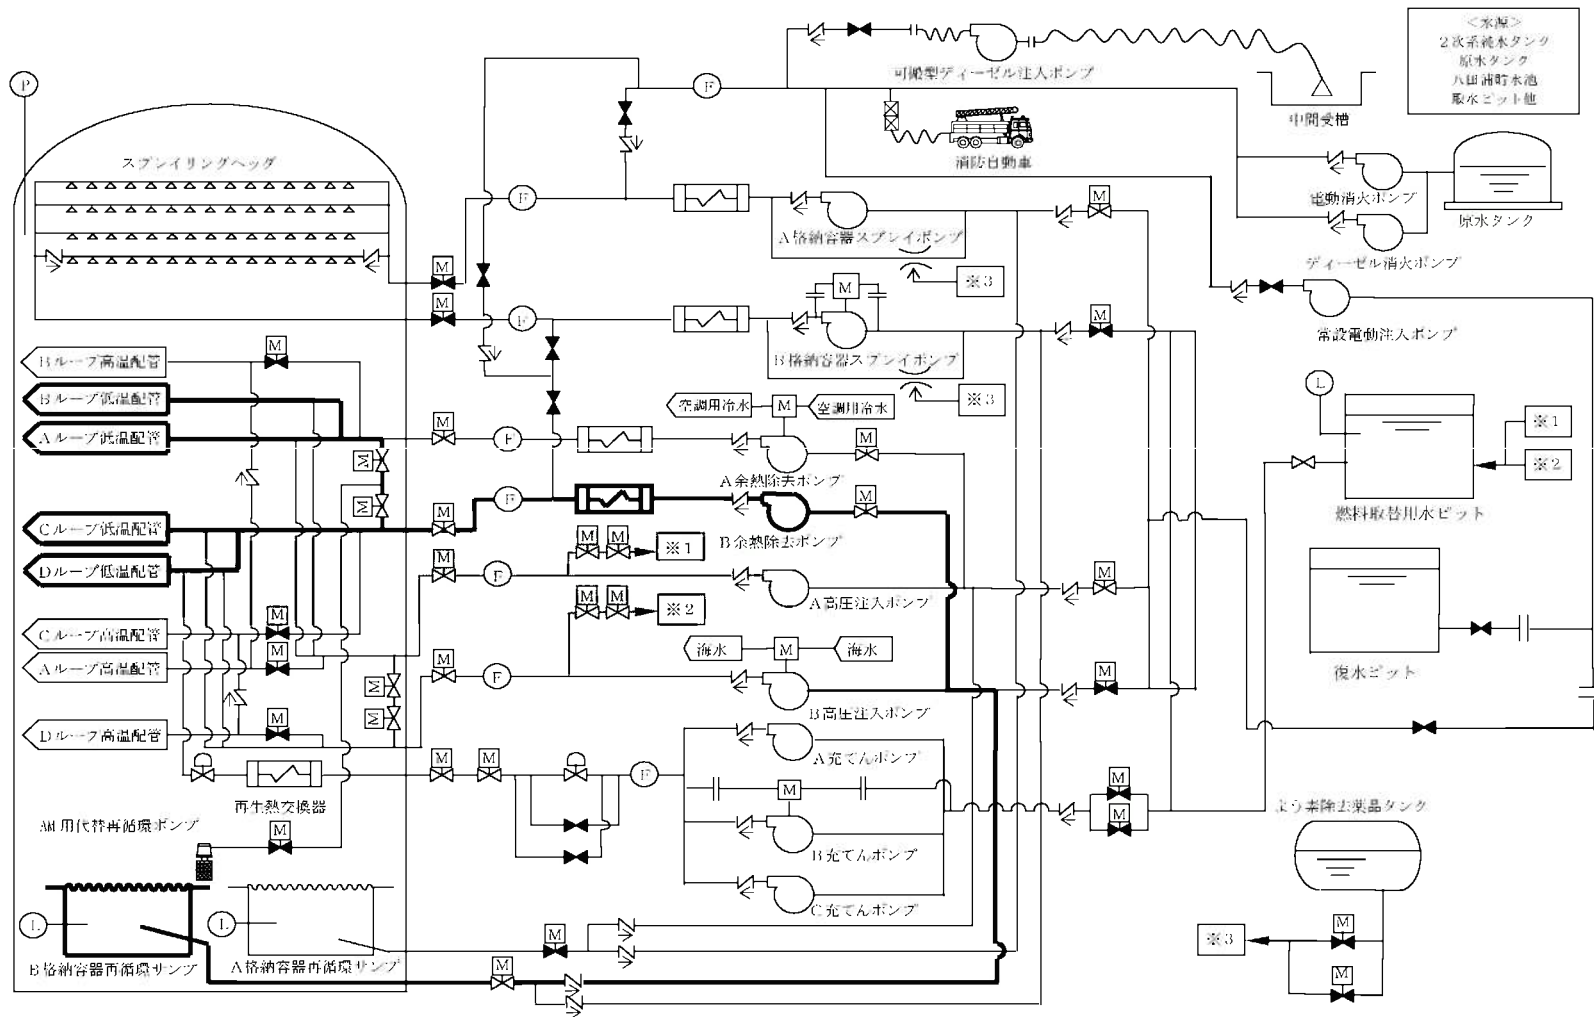 <水源>
2次系純水タンク
原水タンク
八田浦貯水池
取水ピット他
P
可搬型ディーゼル注入ポンプ
中間受槽
F
消防自動車
スプレイリングヘッダ
電動消火ポンプ
原水タンク
ディーゼル消火ポンプ
F
M
M
A格納容器スプレイポンプ
※3
M
M
F
M
M
B格納容器スプレイポンプ
常設電動注入ポンプ
Bループ高温配管
M
※3
L
Bループ低温配管
空調用冷水
M
空調用冷水
Aループ低温配管
M
F
M
※1
M
A余熱除去ポンプ
※2
M
F
M
燃料取替用水ピット
Cループ低温配管
M
B余熱除去ポンプ
M
M
※1
Dループ低温配管
M
F
M
A高圧注入ポンプ
M
M
※2
Cループ高温配管
M
海水
M
海水
Aループ高温配管
M
M
F
M
復水ピット
M
M
B高圧注入ポンプ
Dループ高温配管
M
A充てんポンプ
M
M
F
M
M
再生熱交換器
よう素除去薬品タンク
AM用代替再循環ポンプ
M
M
B充てんポンプ
C充てんポンプ
L
L
M
M
※3
B格納容器再循環サンプ
A格納容器再循環サンプ
M
M